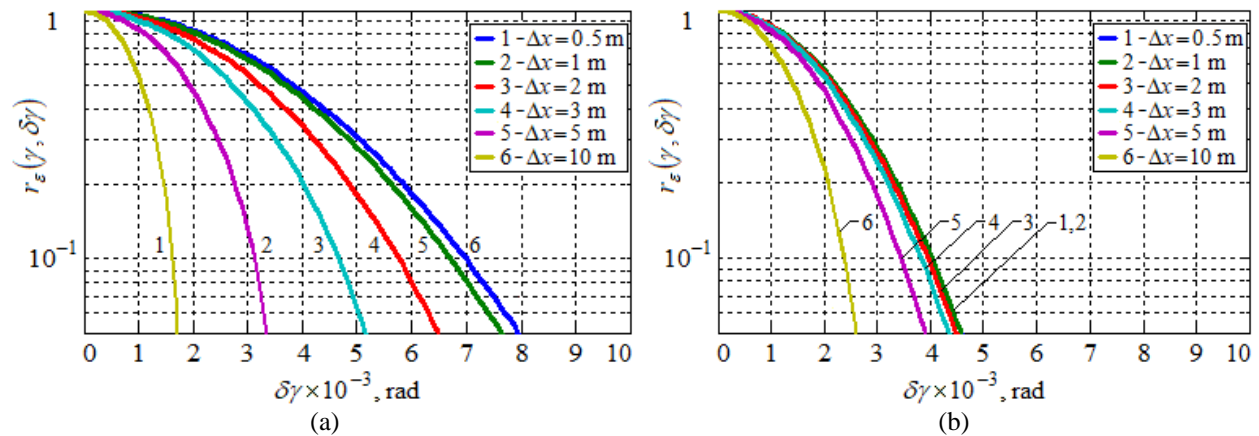 1
1 - Δx = 0.5 m
2 - Δx = 1 m
3 - Δx = 2 m
4 - Δx = 3 m
5 - Δx = 5 m
6 - Δx = 10 m
r_ε (γ, δγ)
10⁻¹
1 2 3 4 5 6
0 1 2 3 4 5 6 7 8 9 10
δγ×10⁻³, rad
(a)
1
1 - Δx = 0.5 m
2 - Δx = 1 m
3 - Δx = 2 m
4 - Δx = 3 m
5 - Δx = 5 m
6 - Δx = 10 m
r_ε (γ, δγ)
10⁻¹
6 5 4 3 1,2
0 1 2 3 4 5 6 7 8 9 10
δγ×10⁻³, rad
(b)